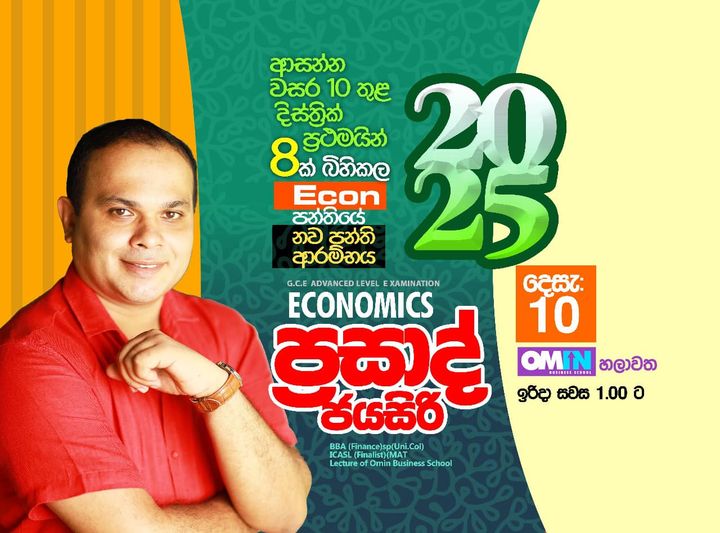 ආසන්න
වසර 10 තුළ
දිස්ත්‍රික්
ප්‍රථමයින්
8ක් බිහිකල
Econ
පන්තියේ
නව පන්ති
ආරම්භය
2025
G.C.E ADVANCED LEVEL EXAMINATION
ECONOMICS
ප්‍රසාද්
ජයසිරි
BBA (Finance)sp(Uni.Col)
ICASL (Finalist)(MAT
Lecture of Omin Business School
දෙසැ:
10
OMIN හලාවත
BUSINESS SCHOOL
ඉරිදා සවස 1.00 ට